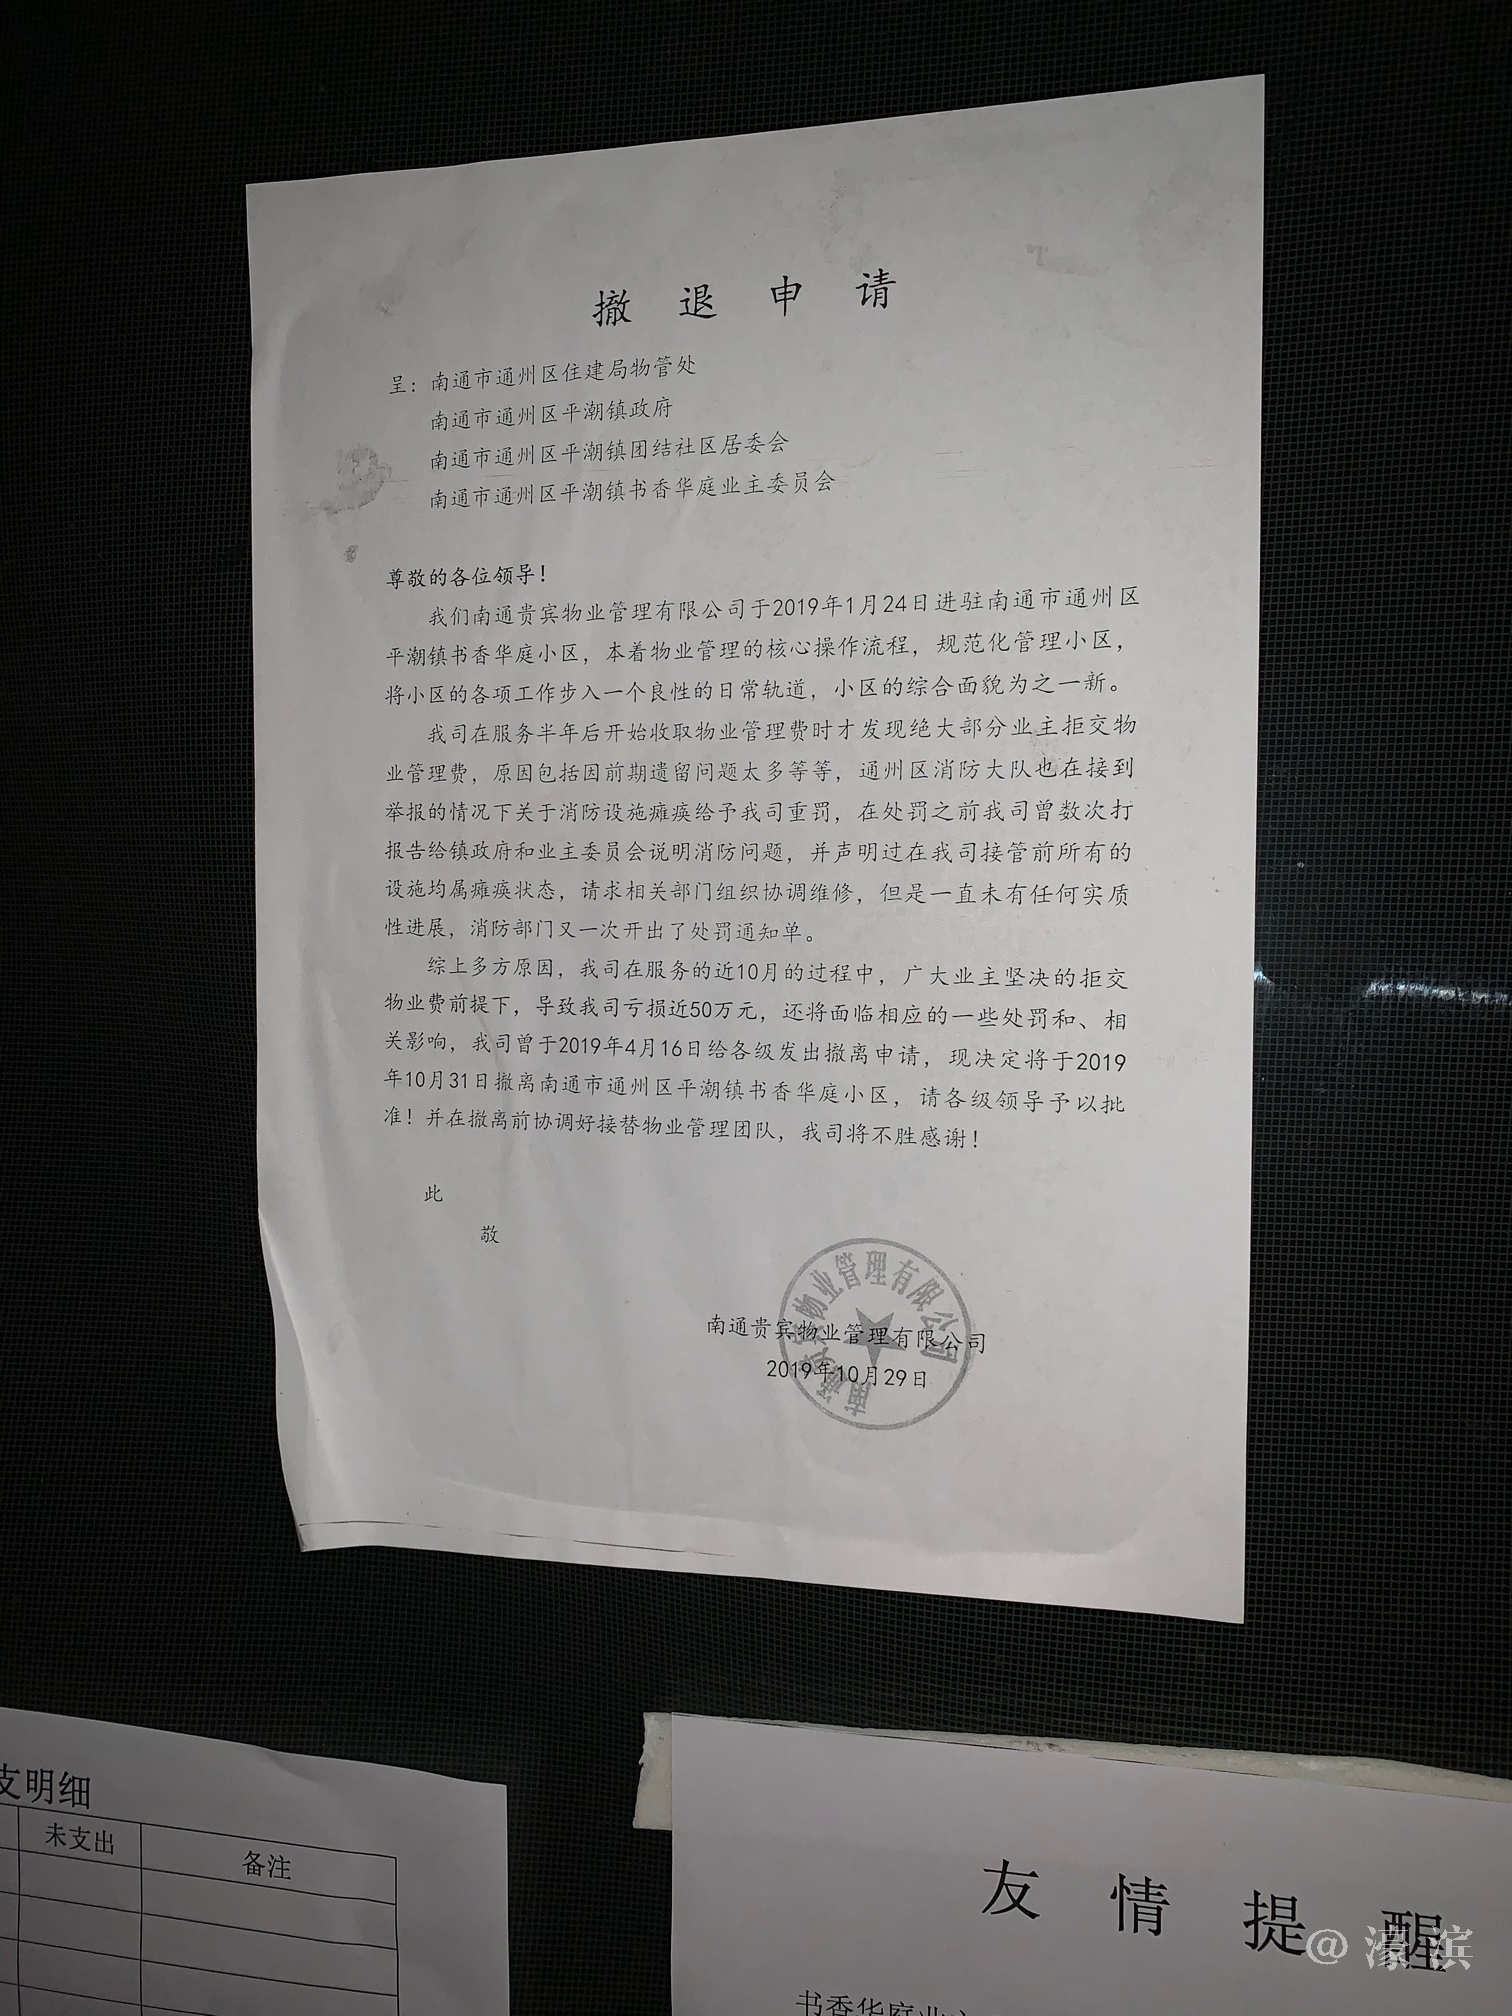 撤退申请
呈：南通市通州区住建局物管处
南通市通州区平潮镇政府
南通市通州区平潮镇团结社区居委会
南通市通州区平潮镇书香华庭业主委员会
尊敬的各位领导！
我们南通贵宾物业管理有限公司于2019年1月24日进驻南通市通州区
平潮镇书香华庭小区，本着物业管理的核心操作流程，规范化管理小区，
将小区的各项工作步入一个良性的日常轨道，小区的综合面貌为之一新。
我司在服务半年后开始收取物业管理费时才发现绝大部分业主拒交物
业管理费，原因包括因前期遗留问题太多等等，通州区消防大队也在接到
举报的情况下关于消防设施瘫痪给予我司重罚，在处罚之前我司曾数次打
报告给镇政府和业主委员会说明消防问题，并声明过在我司接管前所有的
设施均属瘫痪状态，请求相关部门组织协调维修，但是一直未有任何实质
性进展，消防部门又一次开出了处罚通知单。
综上多方原因，我司在服务的近10月的过程中，广大业主坚决的拒交
物业费前提下，导致我司亏损近50万元，还将面临相应的一些处罚和、相
关影响，我司曾于2019年4月16日给各级发出撤离申请，现决定将于2019
年10月31日撤离南通市通州区平潮镇书香华庭小区，请各级领导予以批
准！并在撤离前协调好接替物业管理团队，我司将不胜感谢！
此
敬
南通贵宾物业管理有限公司
南通贵宾物业管理有限公司
2019年10月29日
支明细
未支出
备注
友情提醒
书香华庭业主
@濠滨